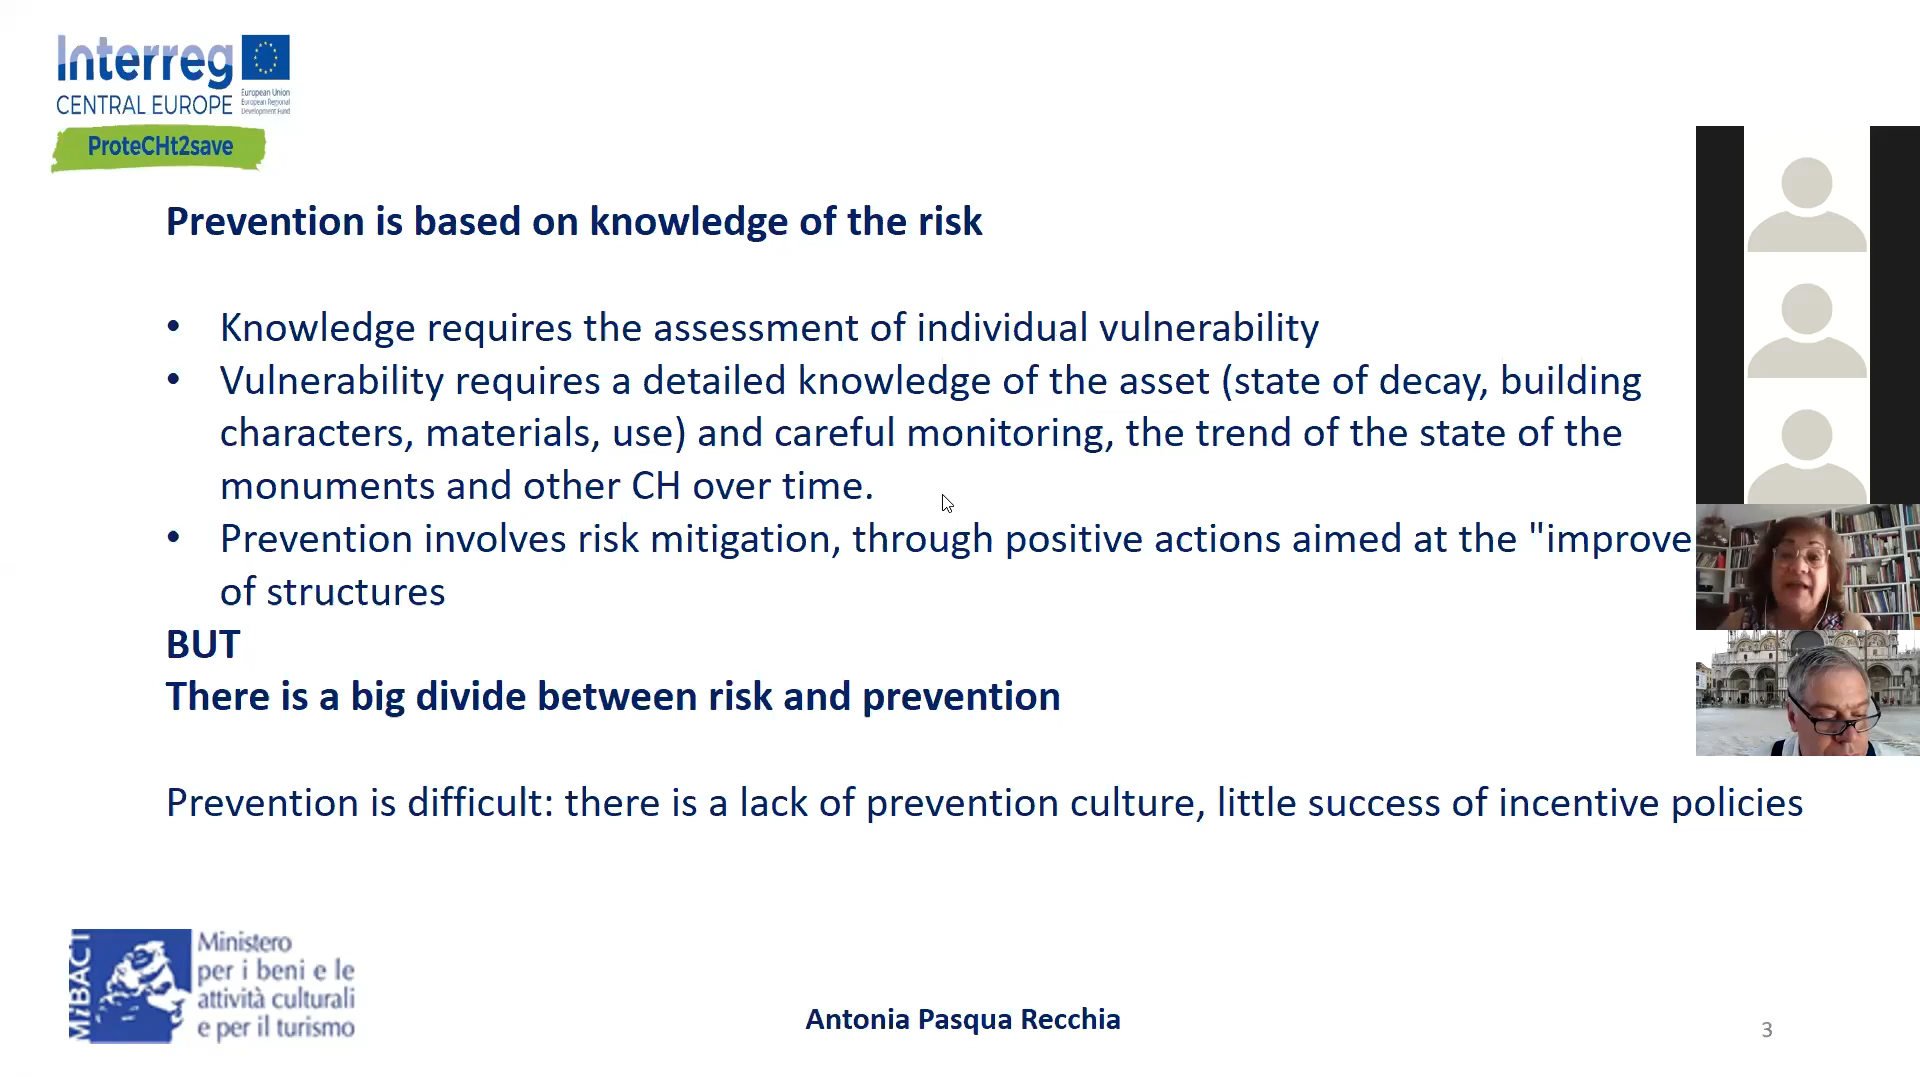 Interreg
CENTRAL EUROPE
European Union
European Regional
Development Fund
ProteCHt2save
Prevention is based on knowledge of the risk
• Knowledge requires the assessment of individual vulnerability
• Vulnerability requires a detailed knowledge of the asset (state of decay, building
characters, materials, use) and careful monitoring, the trend of the state of the
monuments and other CH over time.
• Prevention involves risk mitigation, through positive actions aimed at the "improve
of structures
BUT
There is a big divide between risk and prevention
Prevention is difficult: there is a lack of prevention culture, little success of incentive policies
MiBACT
Ministero
per i beni e le
attività culturali
e per il turismo
Antonia Pasqua Recchia
3